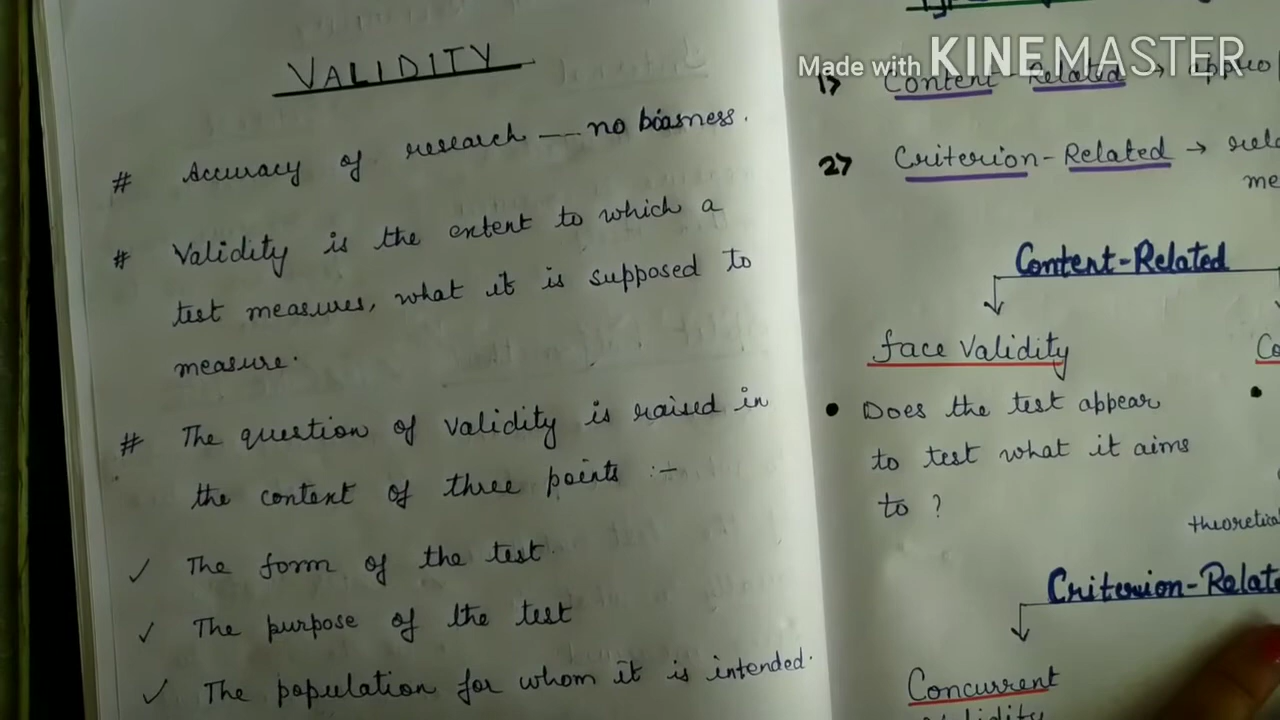 VALIDITY
# Accuracy of research — no biasness.
# Validity is the extent to which a
test measures, what it is supposed to
measure.
# The question of validity is raised in
the context of three points :-
✓ The form of the test.
✓ The purpose of the test
✓ The population for whom it is intended.
Made with KINEMASTER
1) Content-Related →
2) Criterion-Related →
Content-Related
face Validity
• Does the test appear
to test what it aims
to ?
Criterion-Relate
Concurrent
Validity